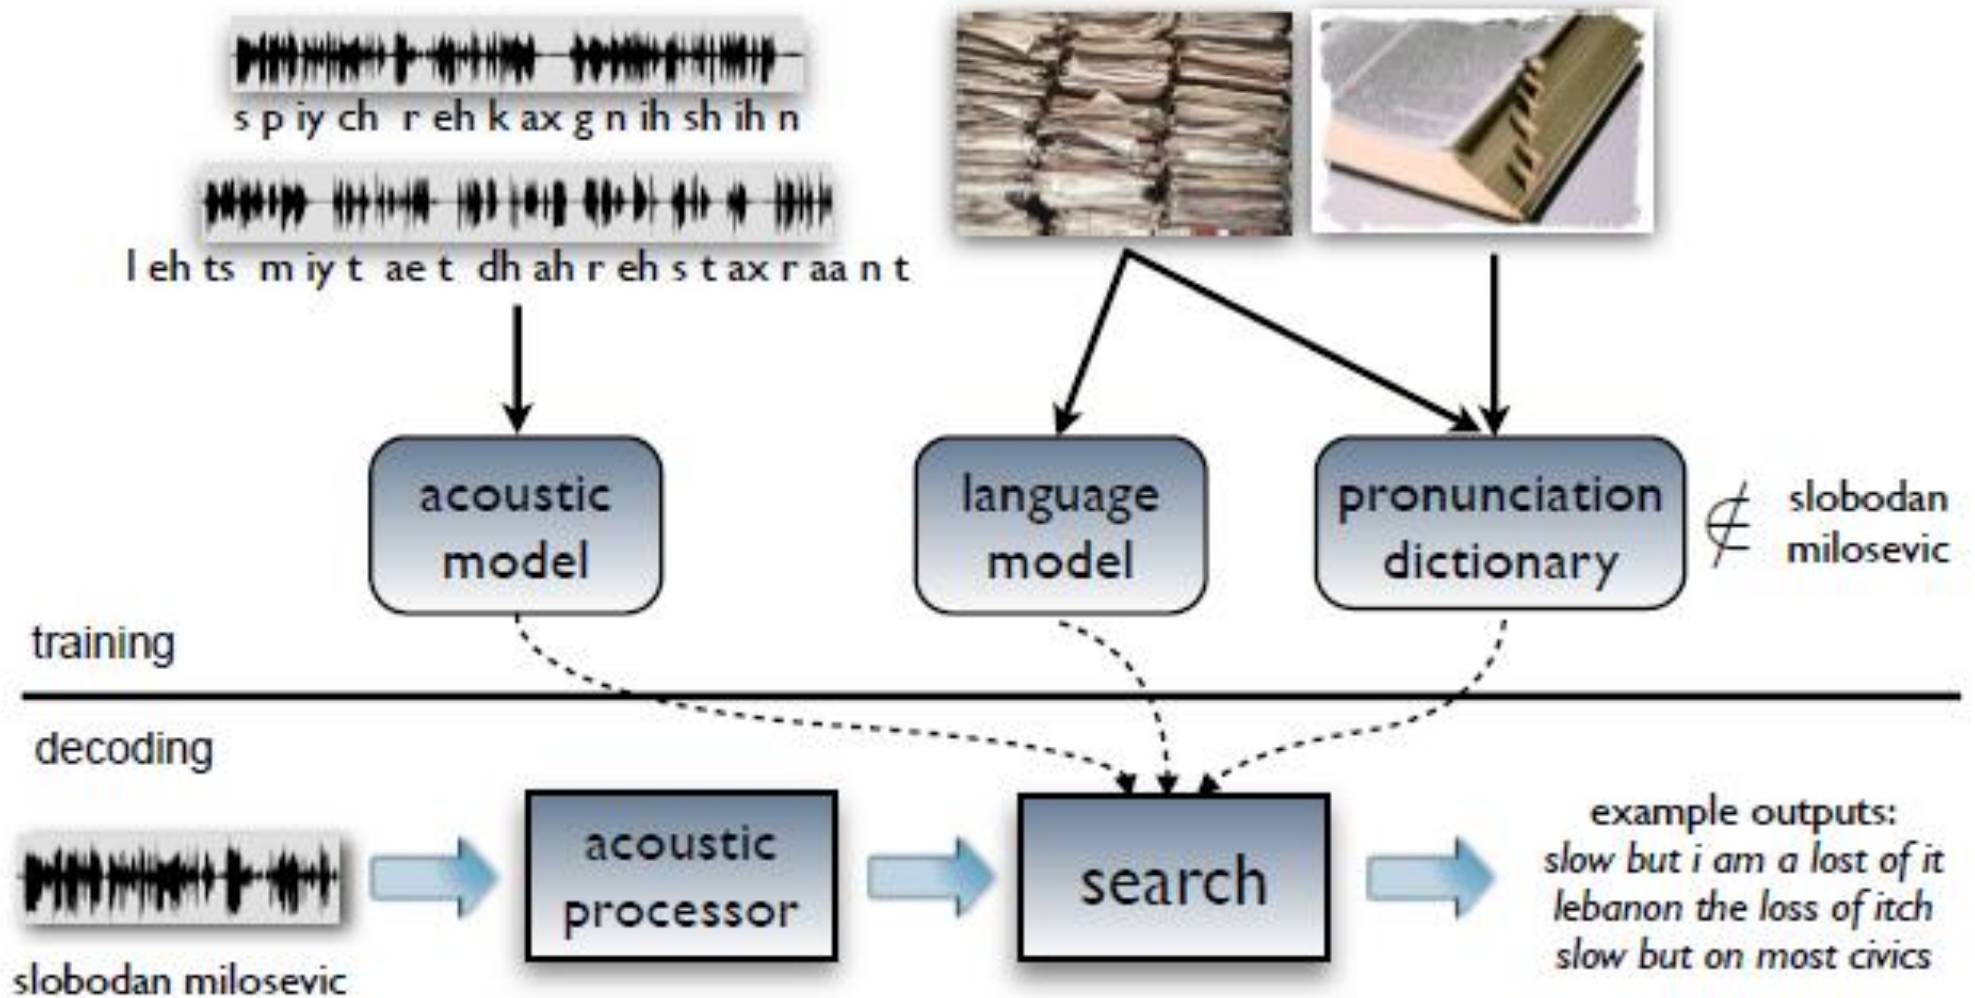 s p iy ch r eh k ax g n ih sh ih n
l eh ts m iy t ae t dh ah r eh s t ax r aa n t
acoustic
model
language
model
pronunciation
dictionary
∉
slobodan
milosevic
training
decoding
slobodan milosevic
acoustic
processor
search
example outputs:
slow but i am a lost of it
lebanon the loss of itch
slow but on most civics